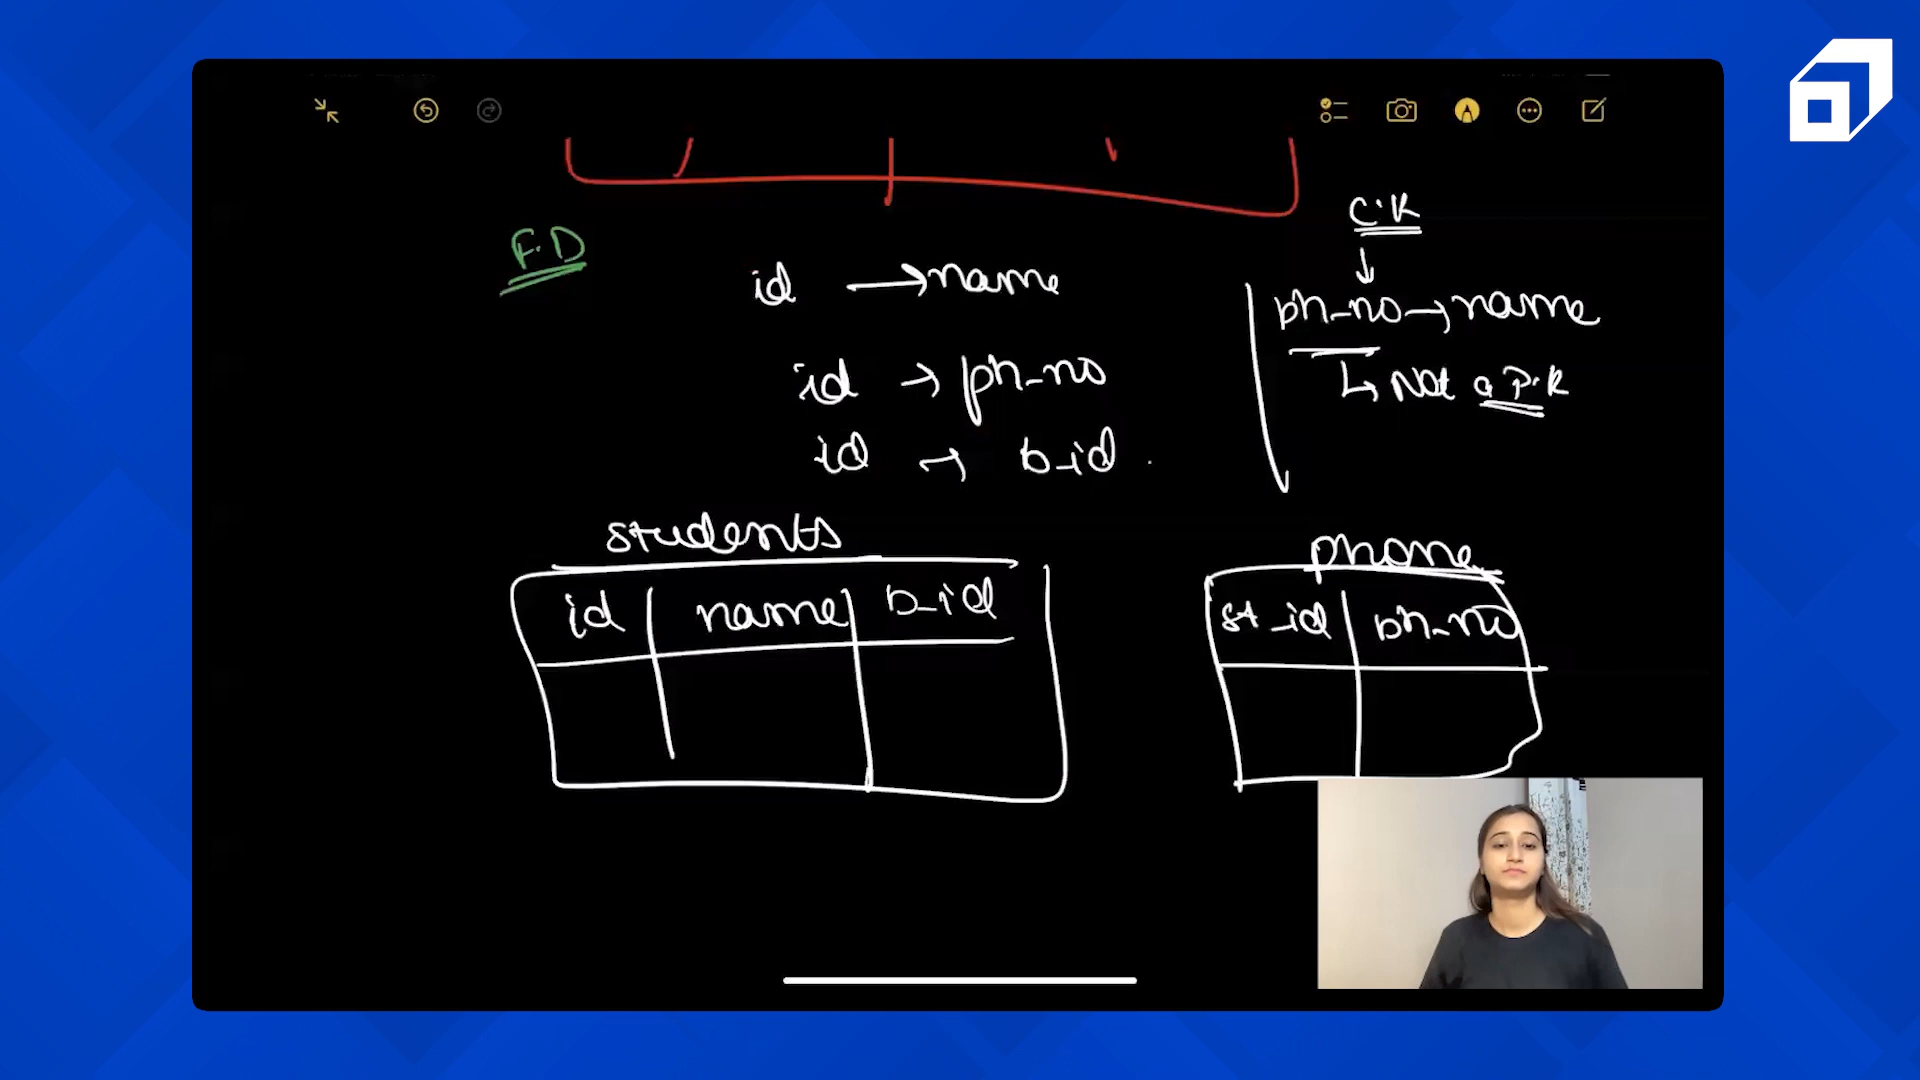 F.D
C.K
id → name
ph_no → name
id → ph_no
↳ Not a P.K
id → b_id .
students
phone
id name b_id
st_id ph_no